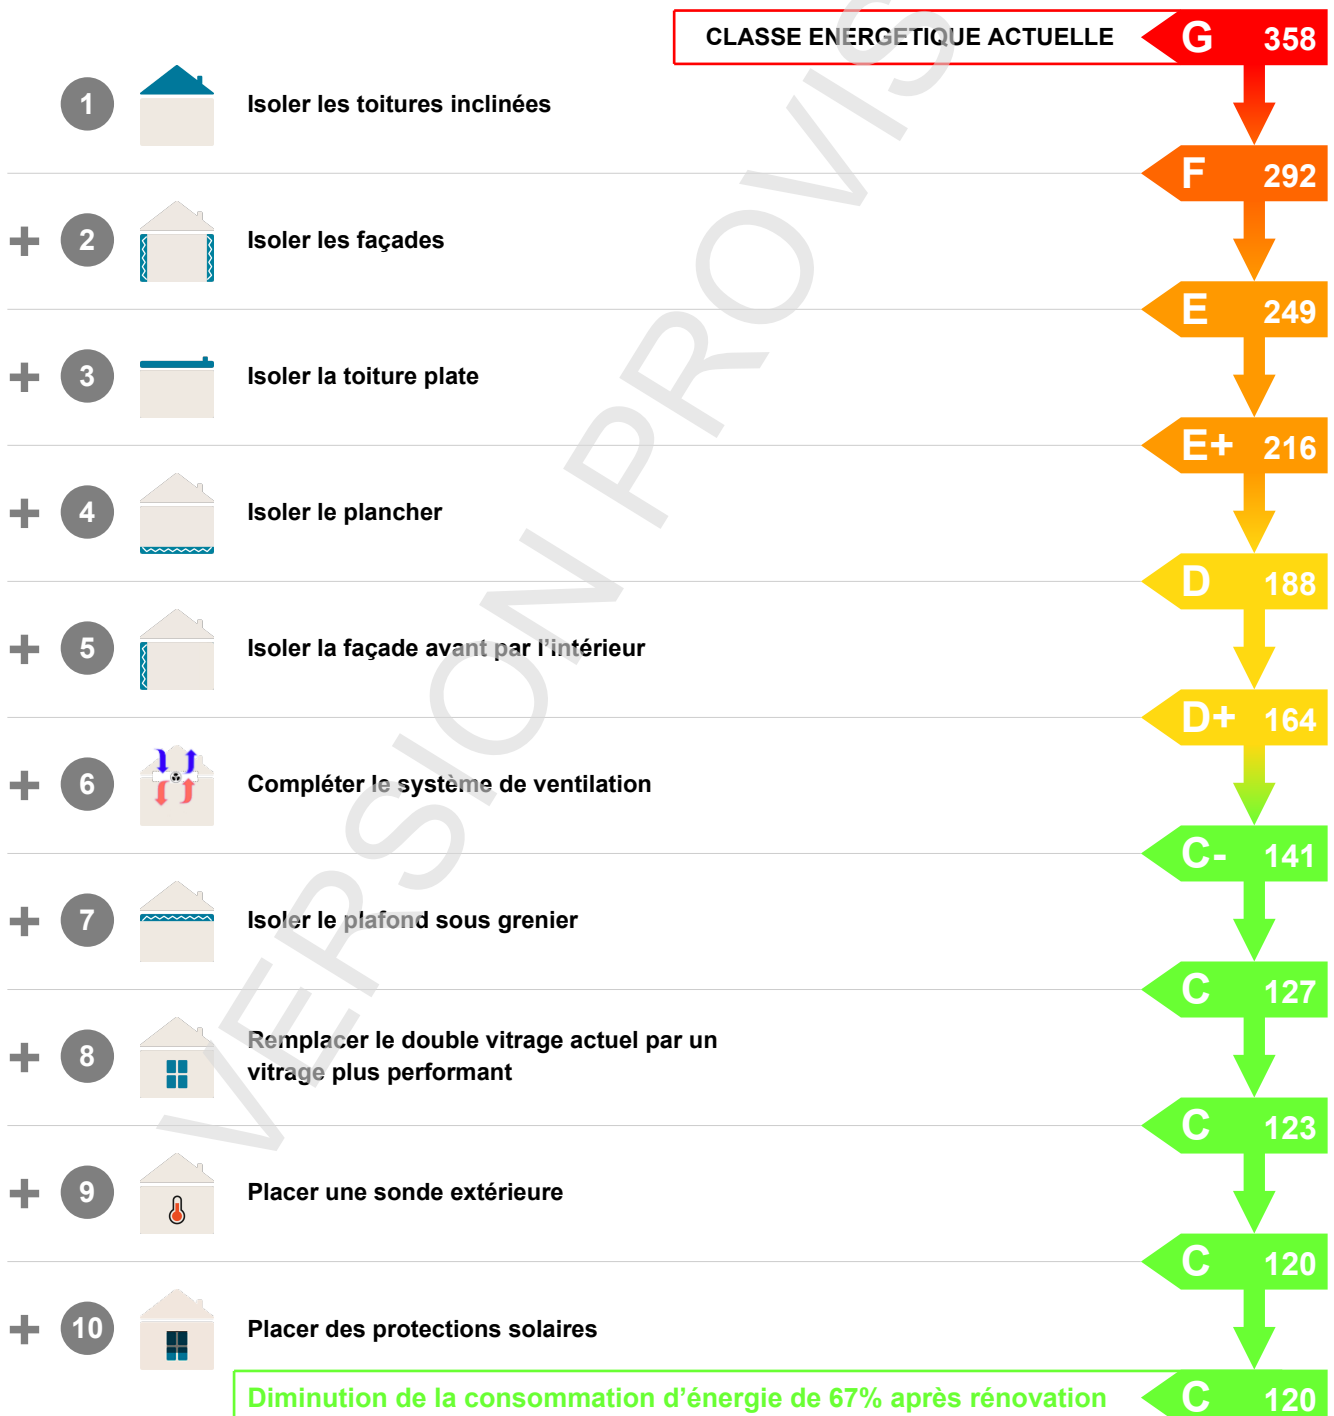 CLASSE ENERGETIQUE ACTUELLE G 358
1 Isoler les toitures inclinées
F 292
+ 2 Isoler les façades
E 249
+ 3 Isoler la toiture plate
E+ 216
+ 4 Isoler le plancher
D 188
+ 5 Isoler la façade avant par l'intérieur
D+ 164
+ 6 Compléter le système de ventilation
C- 141
+ 7 Isoler le plafond sous grenier
C 127
+ 8 Remplacer le double vitrage actuel par un
vitrage plus performant
C 123
+ 9 Placer une sonde extérieure
C 120
+ 10 Placer des protections solaires
Diminution de la consommation d'énergie de 67% après rénovation C 120
VERSION PROVIS